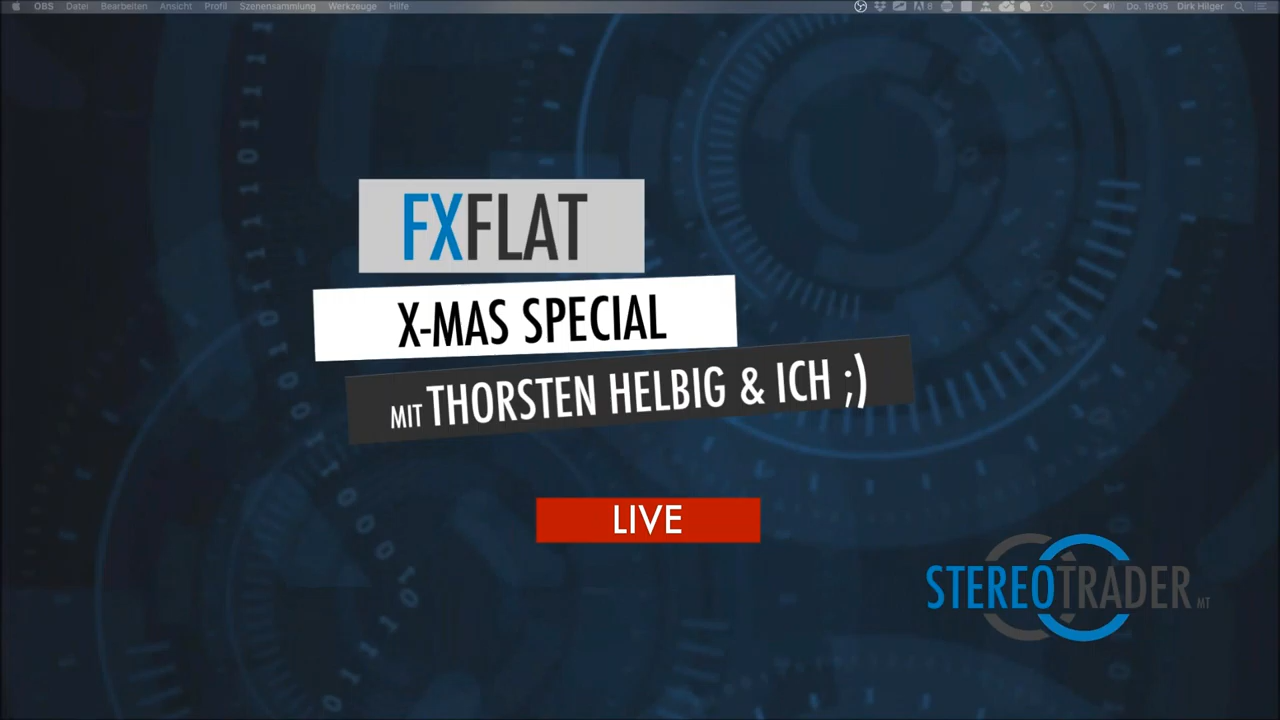 OBS Datei Bearbeiten Ansicht Profil Szenensammlung Werkzeuge Hilfe
Do. 19:05 Dirk Hilger
FXFLAT
X-MAS SPECIAL
MIT THORSTEN HELBIG & ICH ;)
LIVE
STEREOTRADER MT